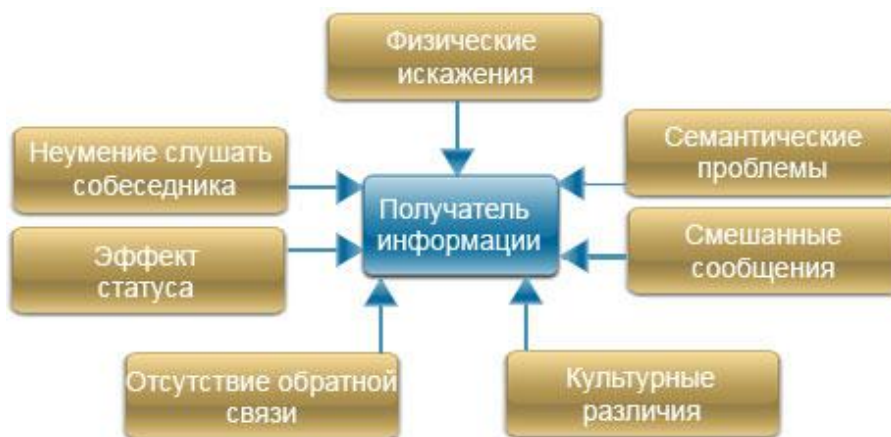 Физические
искажения
Неумение слушать
собеседника
Семантические
проблемы
Получатель
информации
Эффект
статуса
Смешанные
сообщения
Отсутствие обратной
связи
Культурные
различия